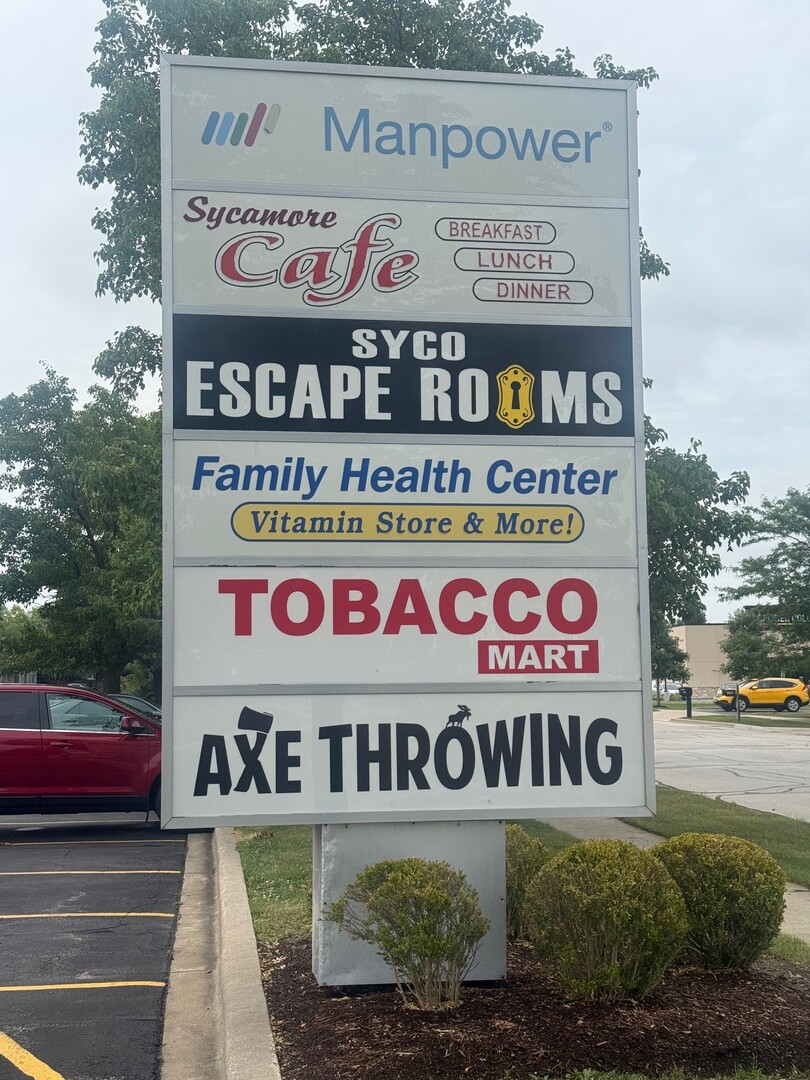 Manpower®
Sycamore
Cafe
BREAKFAST
LUNCH
DINNER
SYCO
ESCAPE ROOMS
Family Health Center
Vitamin Store & More!
TOBACCO
MART
AXE THROWING